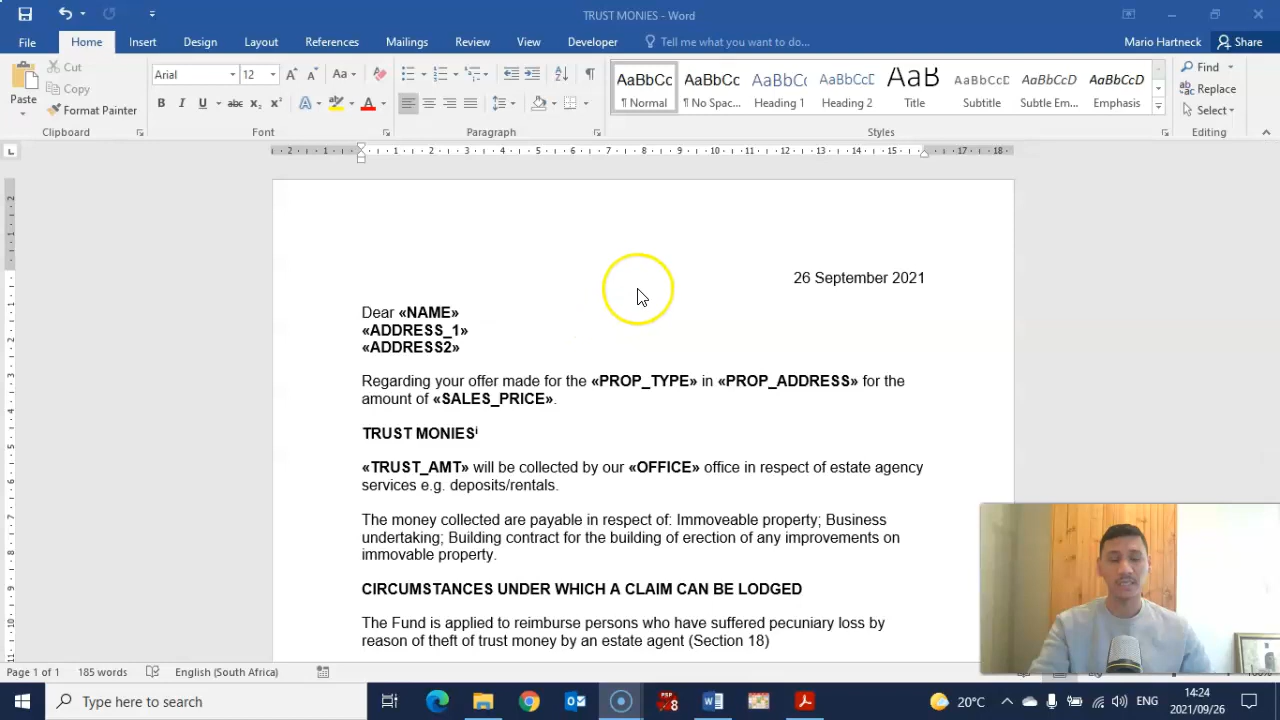 TRUST MONIES - Word
File Home Insert Design Layout References Mailings Review View Developer Tell me what you want to do... Mario Hartneck Share
Paste Cut Copy Format Painter
Arial 12
AaBbCc ¶ Normal
AaBbCc ¶ No Spac...
AaBbCc Heading 1
AaBbCcD Heading 2
AaB Title
AaBbCcD Subtitle
AaBbCcD Subtle Em...
AaBbCcD Emphasis
Find
Replace
Select
Clipboard Font Paragraph Styles Editing
26 September 2021
Dear «NAME»
«ADDRESS_1»
«ADDRESS2»
Regarding your offer made for the «PROP_TYPE» in «PROP_ADDRESS» for the
amount of «SALES_PRICE».
TRUST MONIESⁱ
«TRUST_AMT» will be collected by our «OFFICE» office in respect of estate agency
services e.g. deposits/rentals.
The money collected are payable in respect of: Immoveable property; Business
undertaking; Building contract for the building of erection of any improvements on
immovable property.
CIRCUMSTANCES UNDER WHICH A CLAIM CAN BE LODGED
The Fund is applied to reimburse persons who have suffered pecuniary loss by
reason of theft of trust money by an estate agent (Section 18)
Page 1 of 1 185 words English (South Africa)
Type here to search
20°C ENG 14:24
2021/09/26